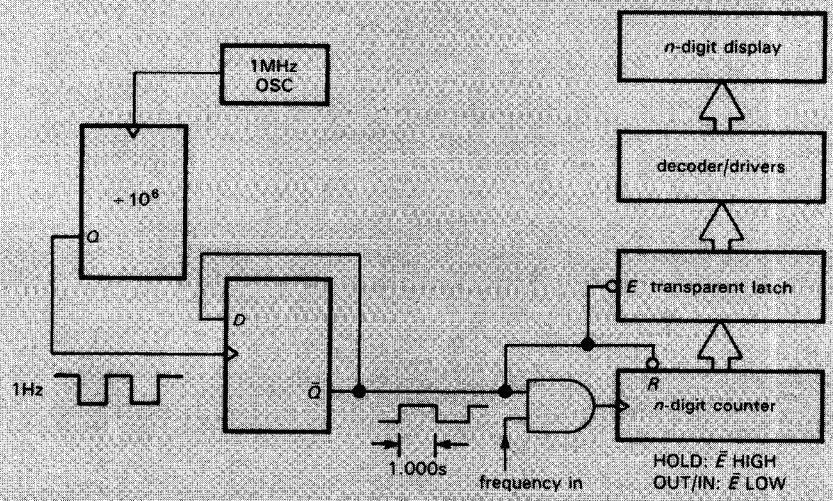 1MHz
OSC
n-digit display
÷ 10⁶
Q
decoder/drivers
E transparent latch
D
Q̄
1Hz
R
n-digit counter
1.000s
frequency in
HOLD: Ē HIGH
OUT/IN: Ē LOW